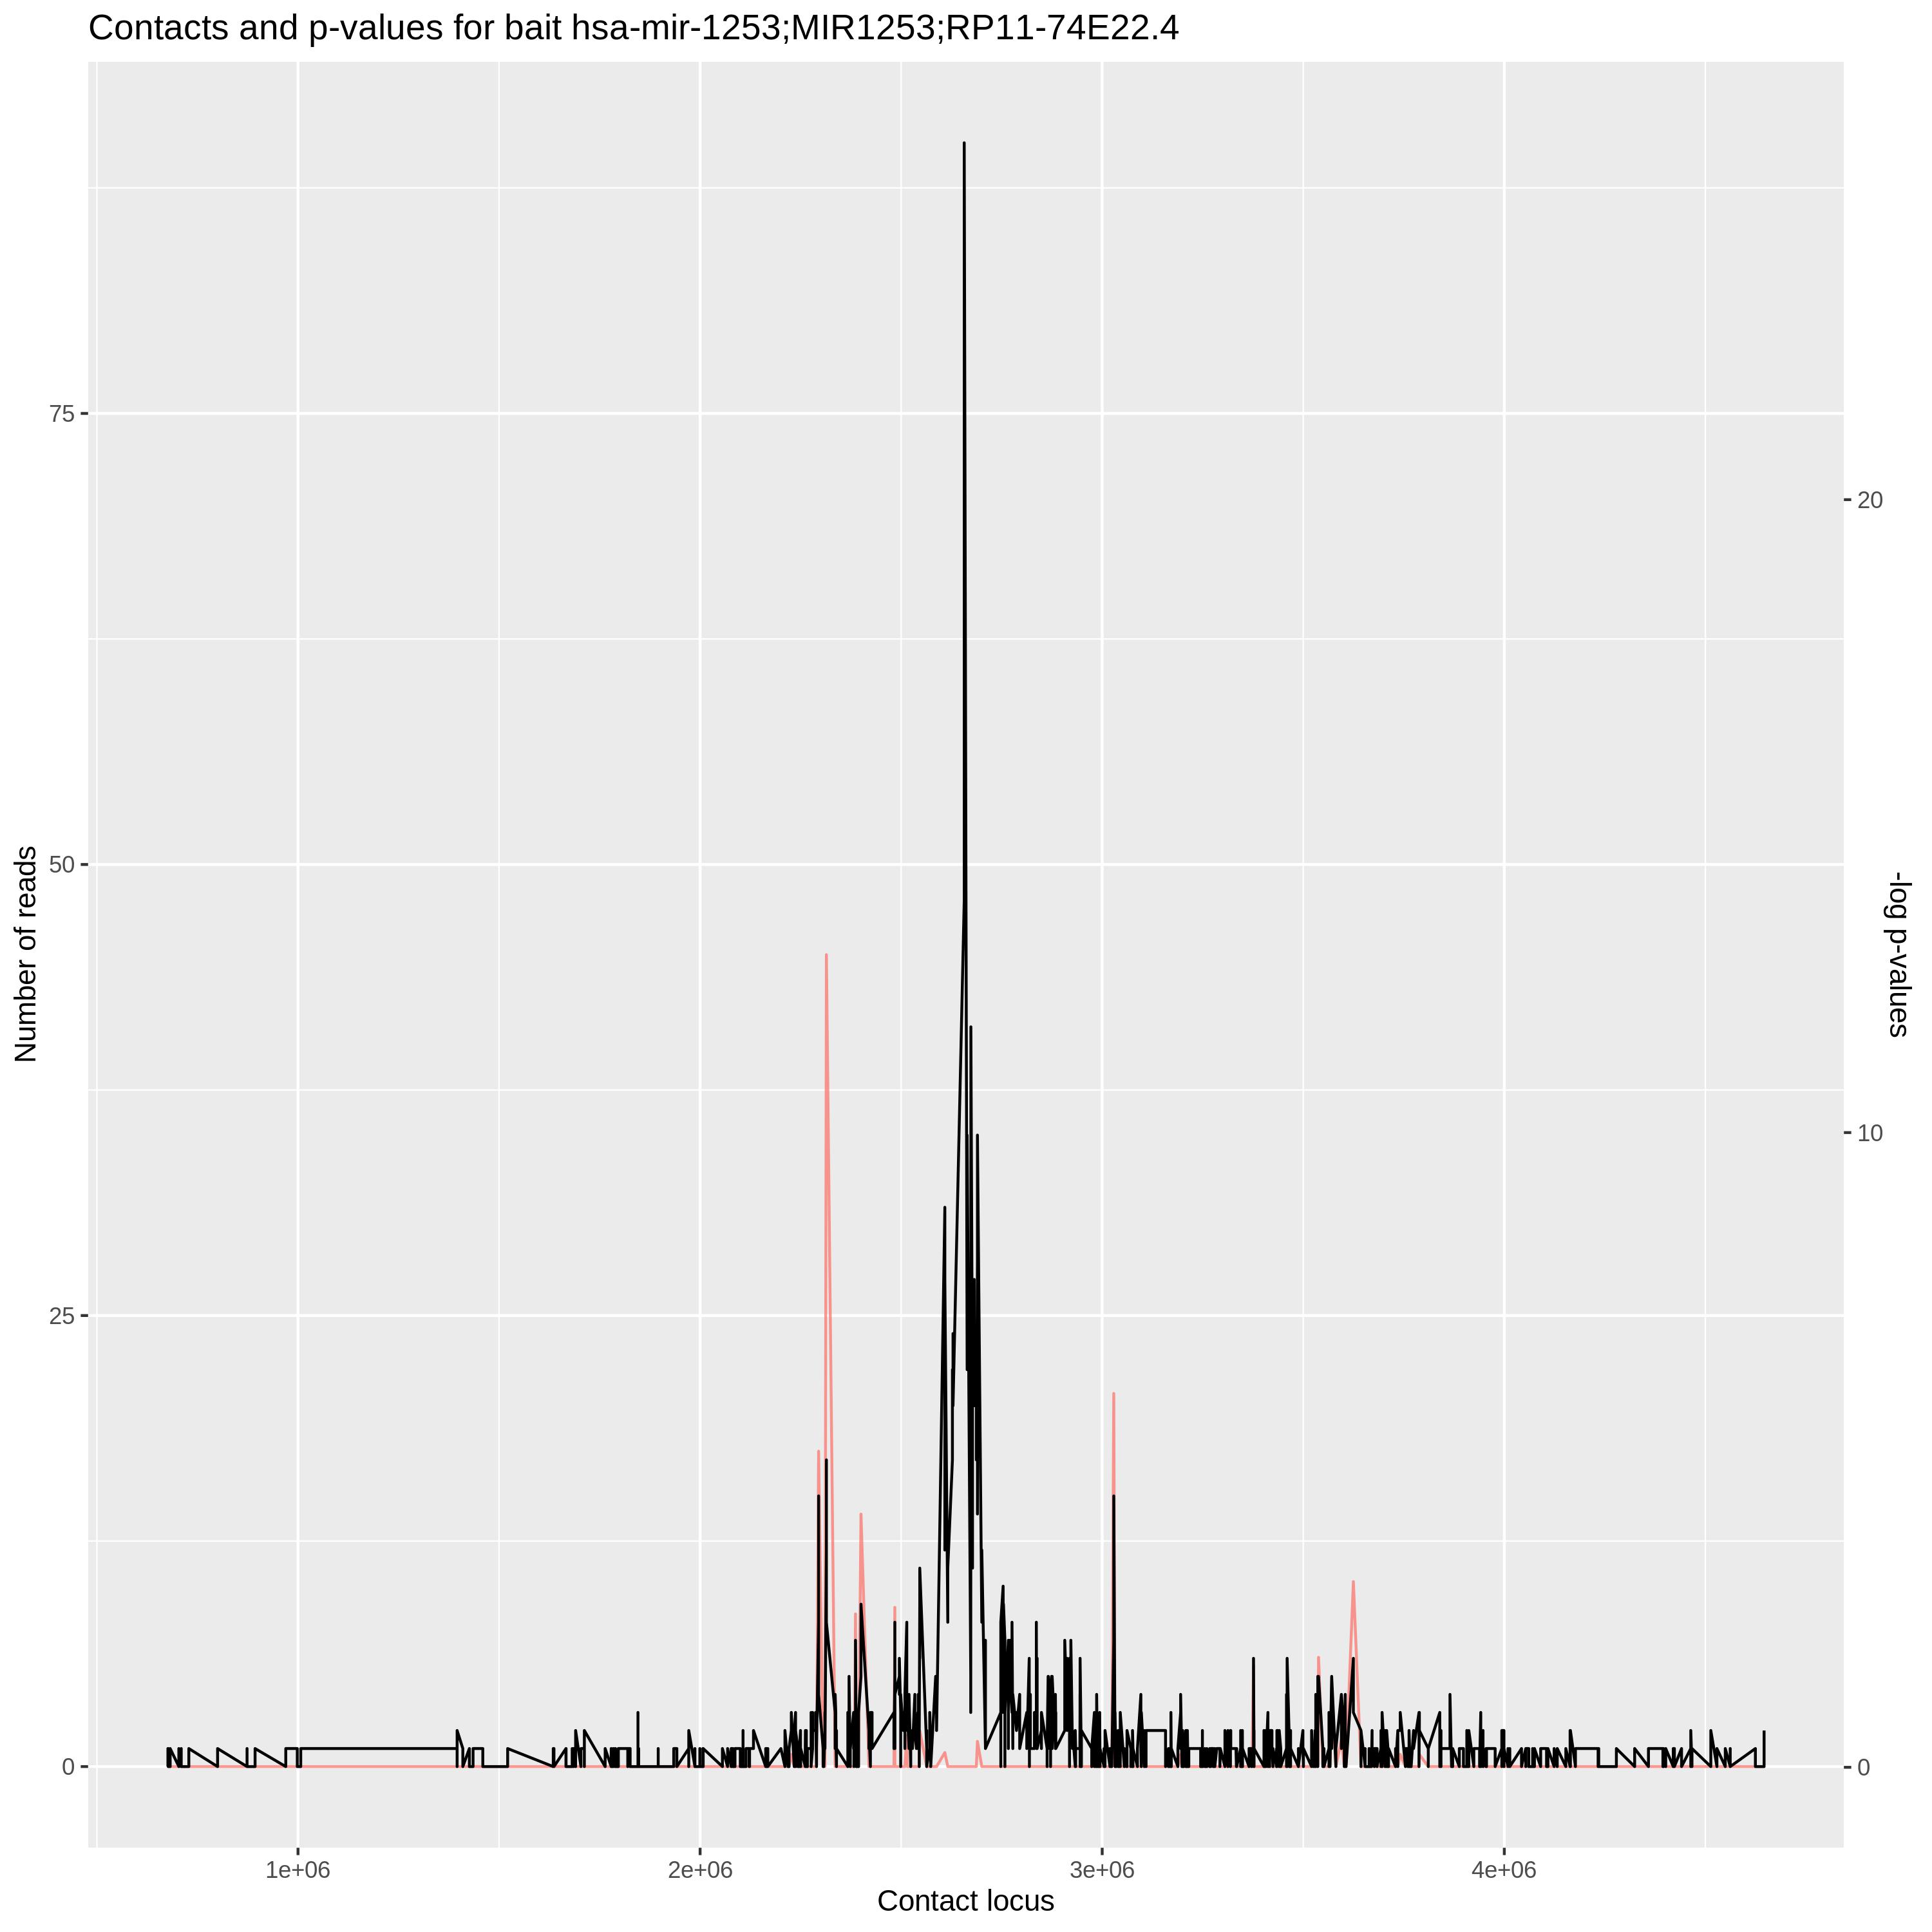 Contacts and p-values for bait hsa-mir-1253;MIR1253;RP11-74E22.4
75
50
25
0
Number of reads
20
10
0
-log p-values
1e+06
2e+06
3e+06
4e+06
Contact locus